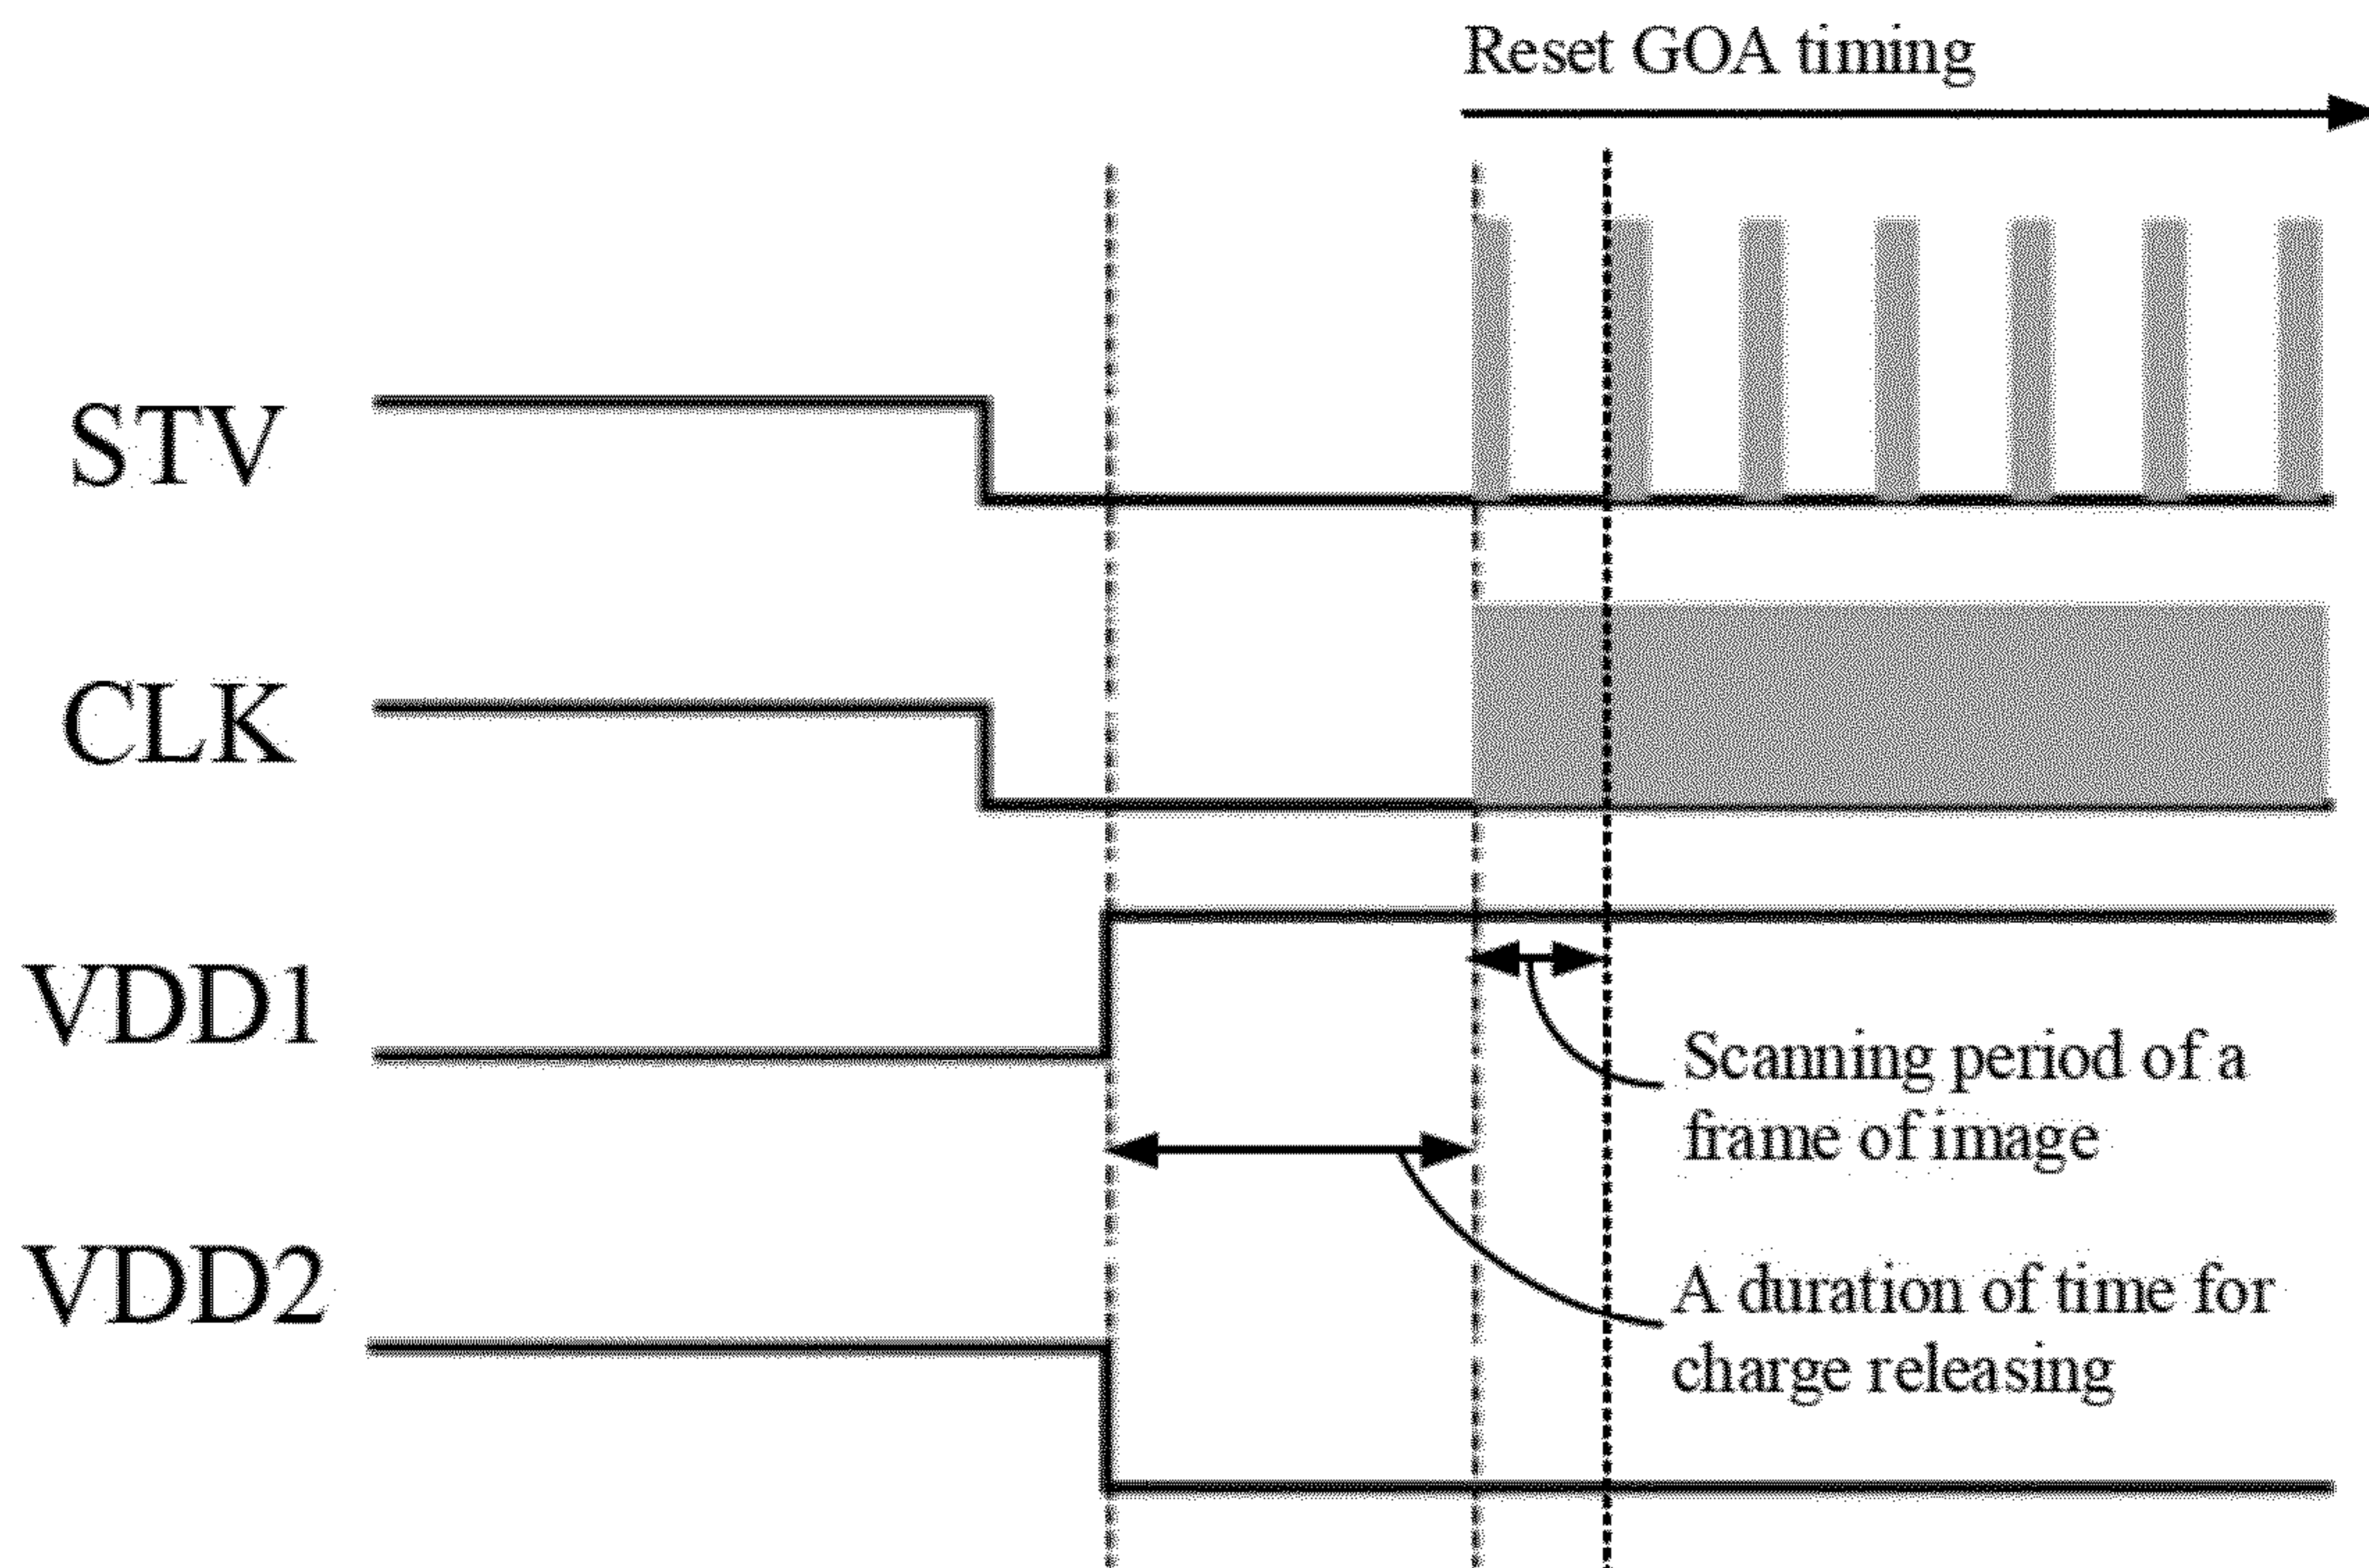 Reset GOA timing
STV
CLK
VDD1
Scanning period of a
frame of image
VDD2
A duration of time for
charge releasing